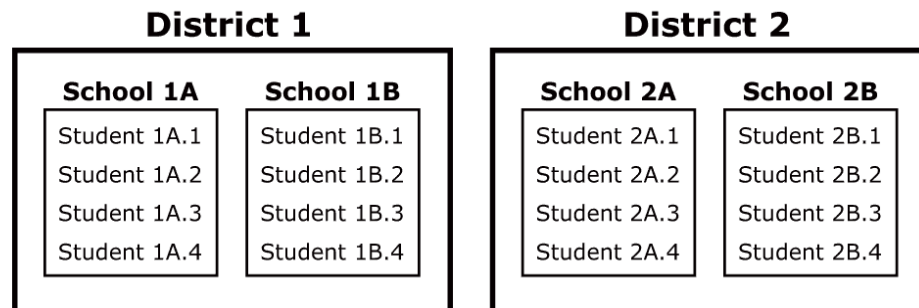 District 1
School 1A
Student 1A.1
Student 1A.2
Student 1A.3
Student 1A.4
School 1B
Student 1B.1
Student 1B.2
Student 1B.3
Student 1B.4
District 2
School 2A
Student 2A.1
Student 2A.2
Student 2A.3
Student 2A.4
School 2B
Student 2B.1
Student 2B.2
Student 2B.3
Student 2B.4